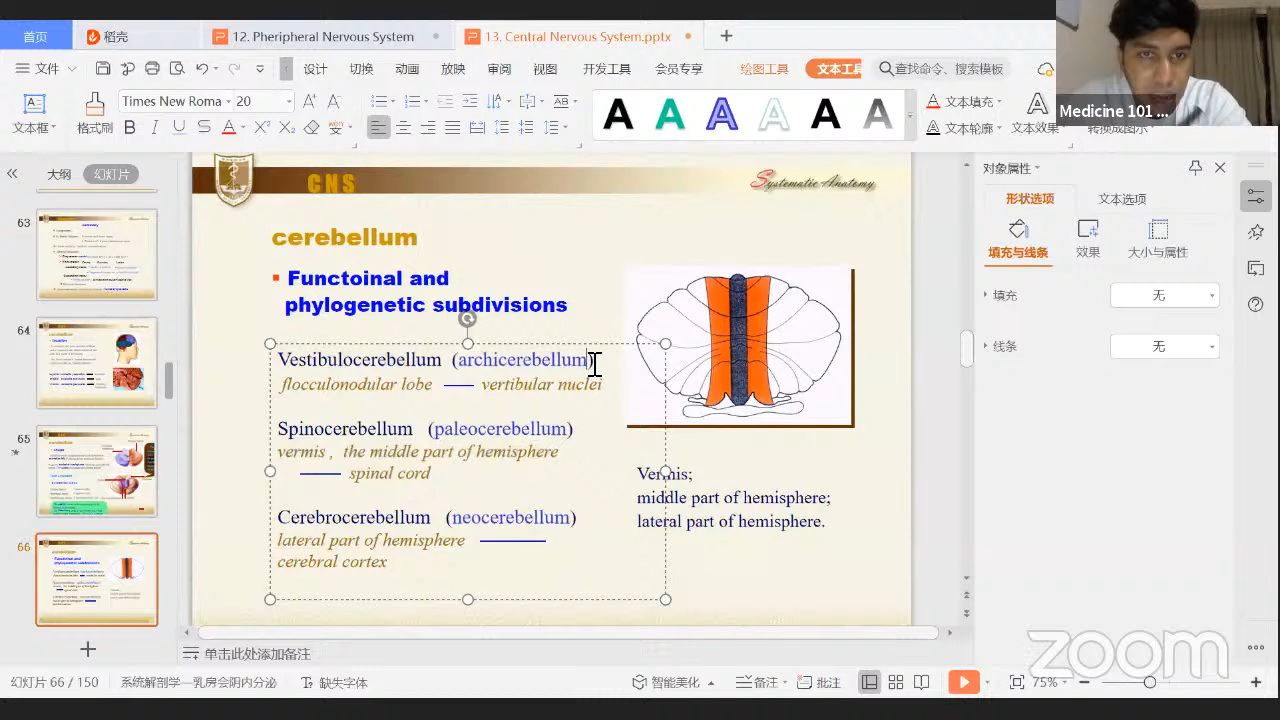 首页
稻壳
12. Pheripheral Nervous System
13. Central Nervous System.pptx
Medicine 101 ...
文件
设计
切换
动画
放映
审阅
视图
开发工具
会员专享
绘图工具
文本工具
查找命令、搜索模板
文本框
格式刷
Times New Roma
20
文本填充
文本轮廓
文本效果
转换成图示
大纲
幻灯片
63
64
65
66
CNS
Systematic Anatomy
cerebellum
Functoinal and
phylogenetic subdivisions
Vestibulocerebellum (archicerebellum)
flocculonodular lobe —— vertibular nuclei
Spinocerebellum (paleocerebellum)
vermis , the middle part of hemisphere
—— spinal cord
Cerebrocerebellum (neocerebellum)
lateral part of hemisphere ——
cerebral cortex
Vermis;
middle part of hemisphere;
lateral part of hemisphere.
对象属性
形状选项
文本选项
填充与线条
效果
大小与属性
填充
无
线条
无
单击此处添加备注
zoom
幻灯片 66 / 150
系统解剖学—乳房会阴内分
缺失字体
智能美化
备注
批注
75%